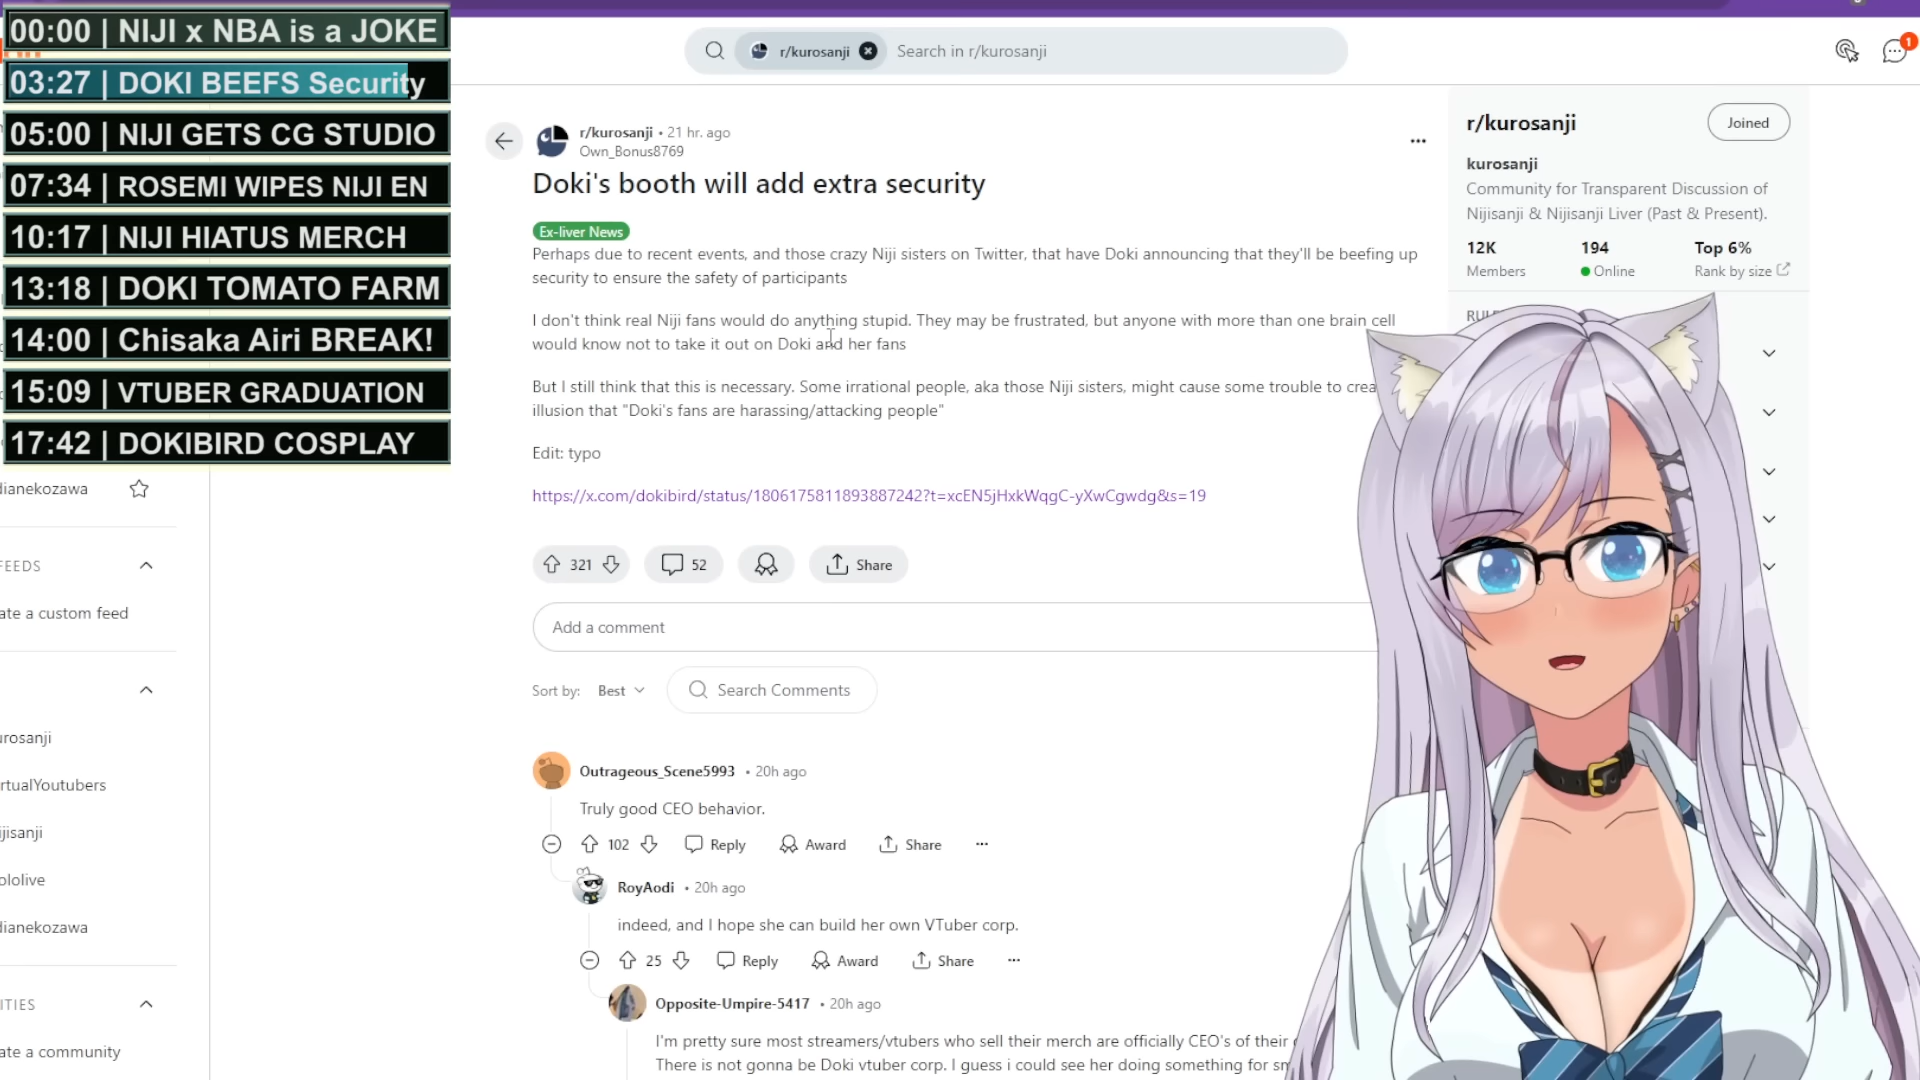 00:00 | NIJI x NBA is a JOKE
03:27 | DOKI BEEFS Security
05:00 | NIJI GETS CG STUDIO
07:34 | ROSEMI WIPES NIJI EN
10:17 | NIJI HIATUS MERCH
13:18 | DOKI TOMATO FARM
14:00 | Chisaka Airi BREAK!
15:09 | VTUBER GRADUATION
17:42 | DOKIBIRD COSPLAY
dianekozawa
FEEDS
ate a custom feed
urosanji
rtualYoutubers
ijisanji
ololive
dianekozawa
ITIES
ate a community
r/kurosanji
Search in r/kurosanji
1
r/kurosanji • 21 hr. ago
Own_Bonus8769
Doki's booth will add extra security
Ex-liver News
Perhaps due to recent events, and those crazy Niji sisters on Twitter, that have Doki announcing that they'll be beefing up
security to ensure the safety of participants
I don't think real Niji fans would do anything stupid. They may be frustrated, but anyone with more than one brain cell
would know not to take it out on Doki and her fans
But I still think that this is necessary. Some irrational people, aka those Niji sisters, might cause some trouble to crea
illusion that "Doki's fans are harassing/attacking people"
Edit: typo
https://x.com/dokibird/status/1806175811893887242?t=xcEN5jHxkWqgC-yXwCgwdg&s=19
321
52
Share
Add a comment
Sort by: Best
Search Comments
Outrageous_Scene5993 • 20h ago
Truly good CEO behavior.
102 Reply Award Share
RoyAodi • 20h ago
indeed, and I hope she can build her own VTuber corp.
25 Reply Award Share
Opposite-Umpire-5417 • 20h ago
I'm pretty sure most streamers/vtubers who sell their merch are officially CEO's of their
There is not gonna be Doki vtuber corp. I guess i could see her doing something for sm
r/kurosanji
Joined
kurosanji
Community for Transparent Discussion of
Nijisanji & Nijisanji Liver (Past & Present).
12K 194 Top 6%
Members Online Rank by size
RUL